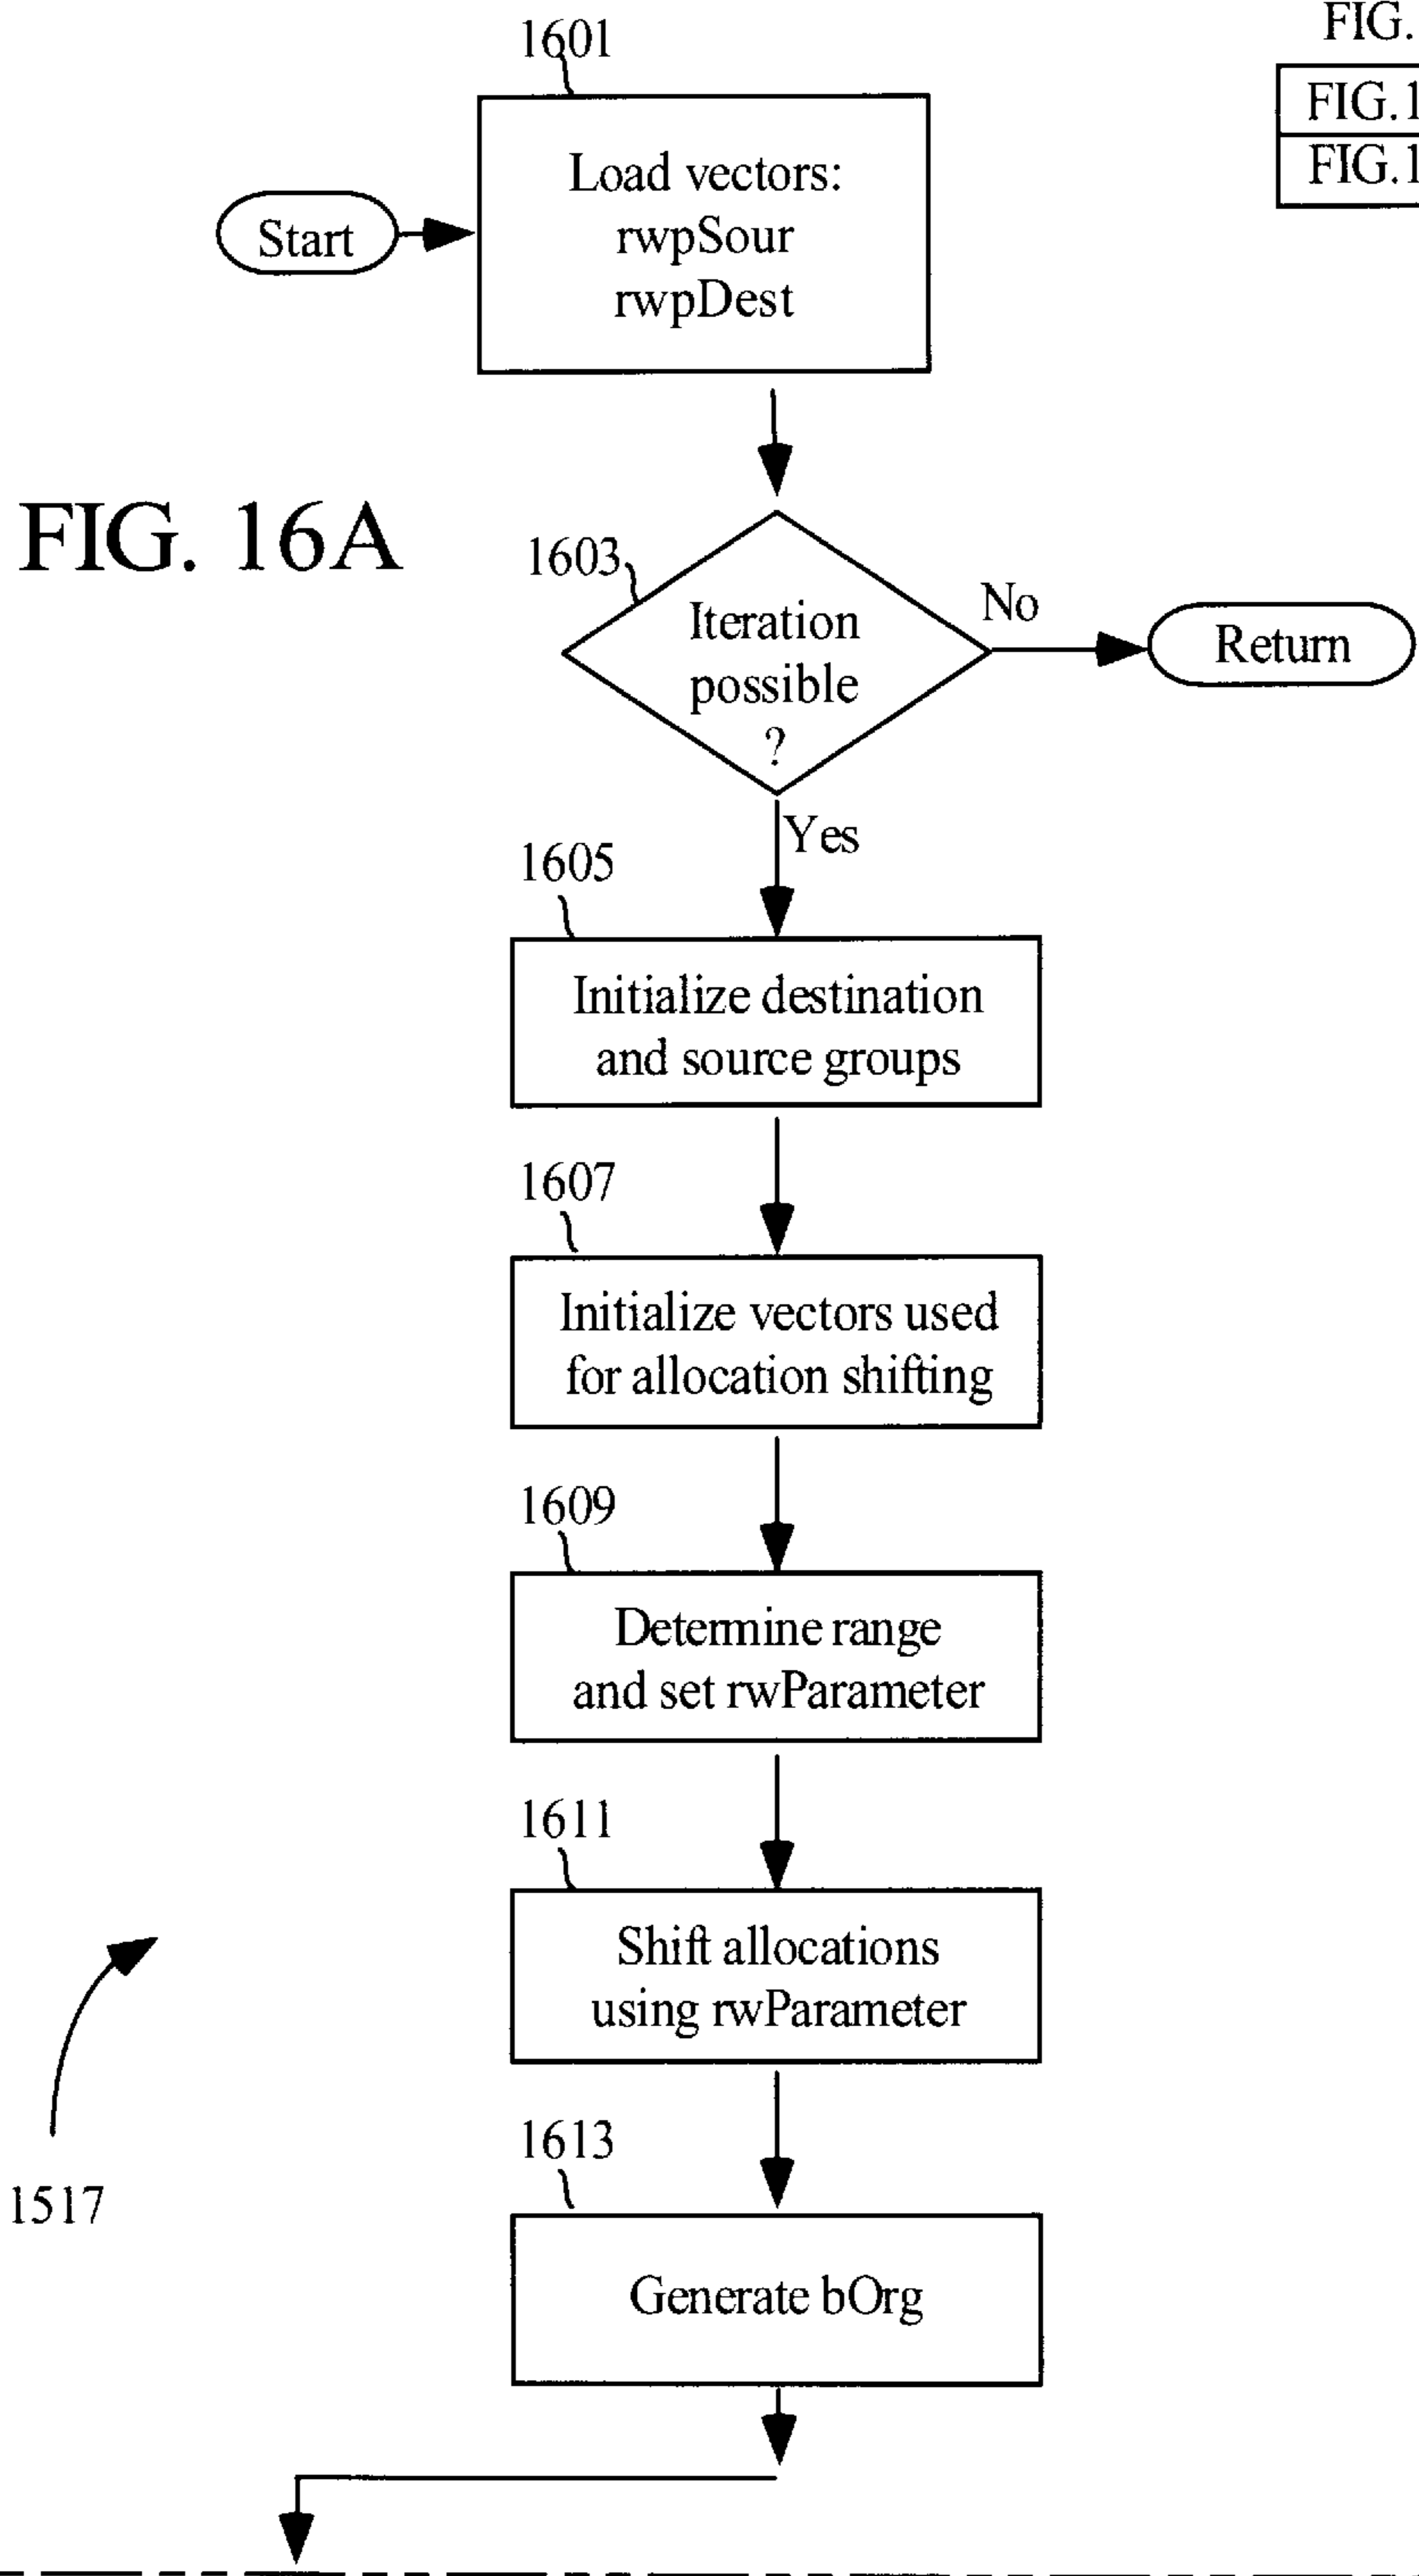 FIG.
FIG.1
FIG.1
1601
Load vectors:
rwpSour
rwpDest
Start
FIG. 16A
1603
Iteration
possible
?
No
Return
Yes
1605
Initialize destination
and source groups
1607
Initialize vectors used
for allocation shifting
1609
Determine range
and set rwParameter
1611
Shift allocations
using rwParameter
1517
1613
Generate bOrg